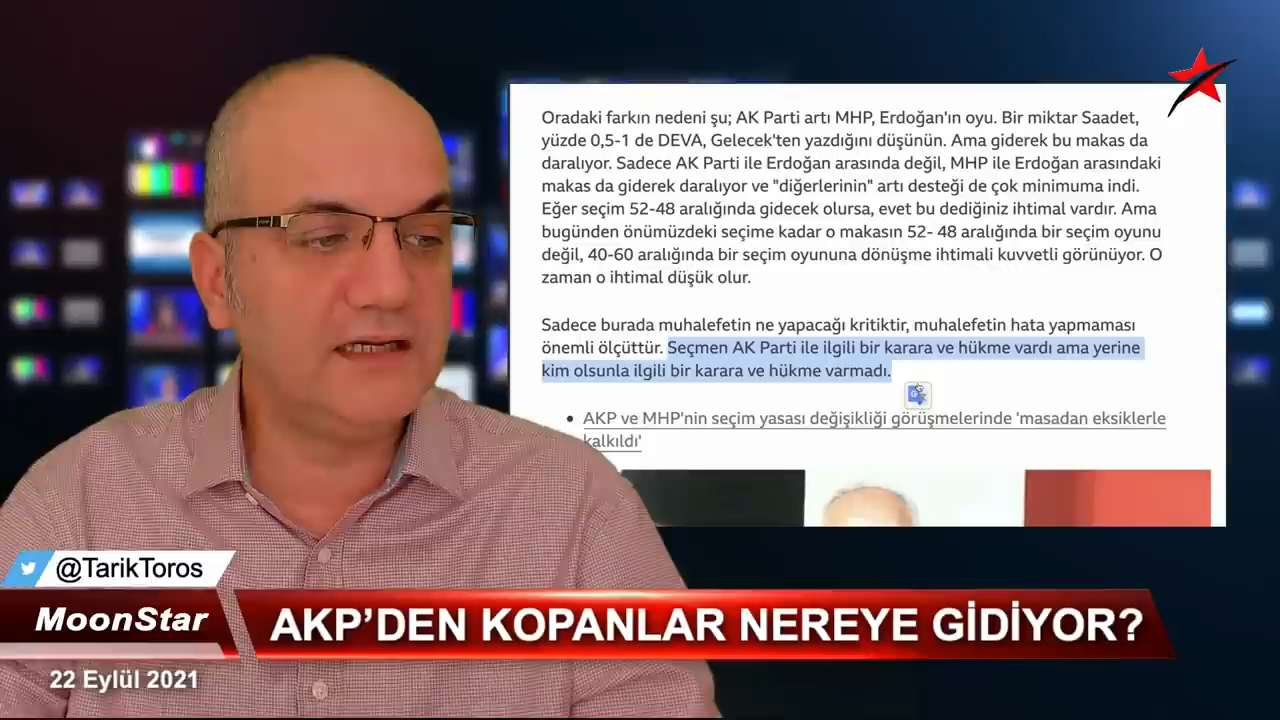 Oradaki farkın nedeni şu; AK Parti artı MHP, Erdoğan'ın oyu. Bir miktar Saadet,
yüzde 0,5-1 de DEVA, Gelecek'ten yazdığını düşünün. Ama giderek bu makas da
daralıyor. Sadece AK Parti ile Erdoğan arasında değil, MHP ile Erdoğan arasındaki
makas da giderek daralıyor ve "diğerlerinin" artı desteği de çok minimuma indi.
Eğer seçim 52-48 aralığında gidecek olursa, evet bu dediğiniz ihtimal vardır. Ama
bugünden önümüzdeki seçime kadar o makasın 52- 48 aralığında bir seçim oyunu
değil, 40-60 aralığında bir seçim oyununa dönüşme ihtimali kuvvetli görünüyor. O
zaman o ihtimal düşük olur.
Sadece burada muhalefetin ne yapacağı kritiktir, muhalefetin hata yapmaması
önemli ölçüttür. Seçmen AK Parti ile ilgili bir karara ve hükme vardı ama yerine
kim olsunla ilgili bir karara ve hükme varmadı.
• AKP ve MHP'nin seçim yasası değişikliği görüşmelerinde 'masadan eksiklerle
kalkıldı'
@TarikToros
MoonStar
AKP’DEN KOPANLAR NEREYE GİDİYOR?
22 Eylül 2021